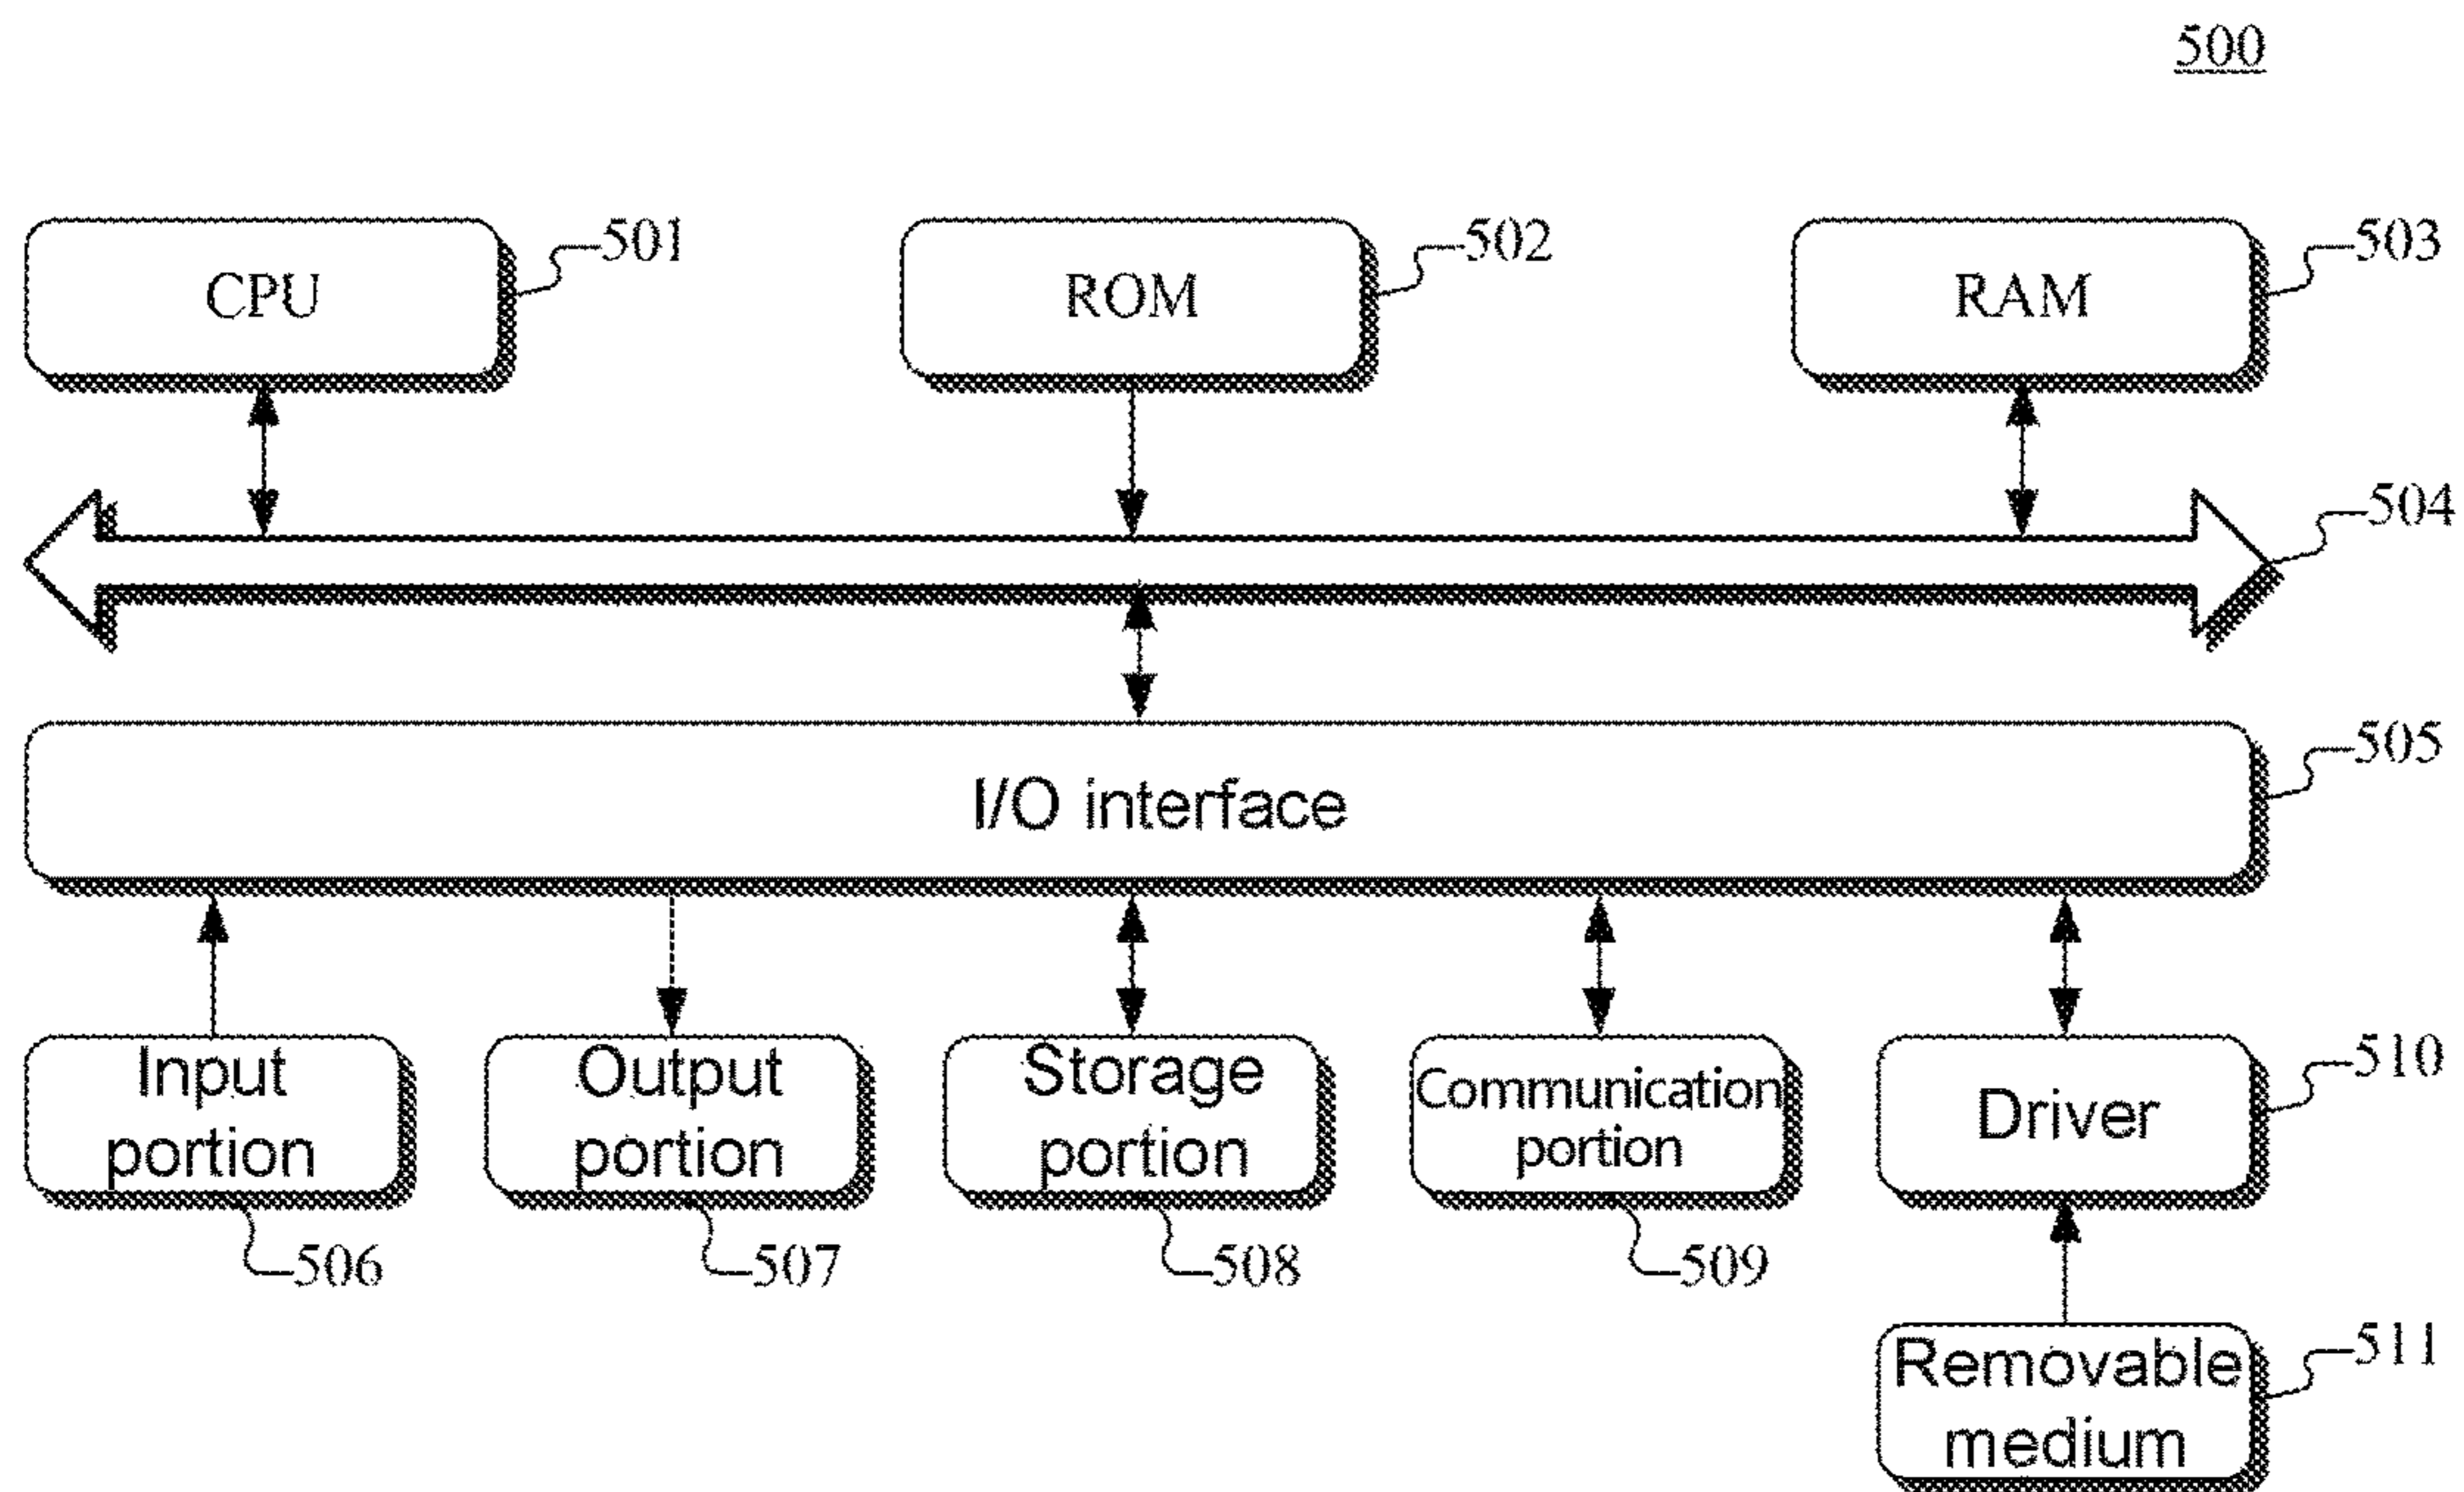 500
CPU
501
ROM
502
RAM
503
504
I/O interface
505
Input
portion
506
Output
portion
507
Storage
portion
508
Communication
portion
509
Driver
510
Removable
medium
511